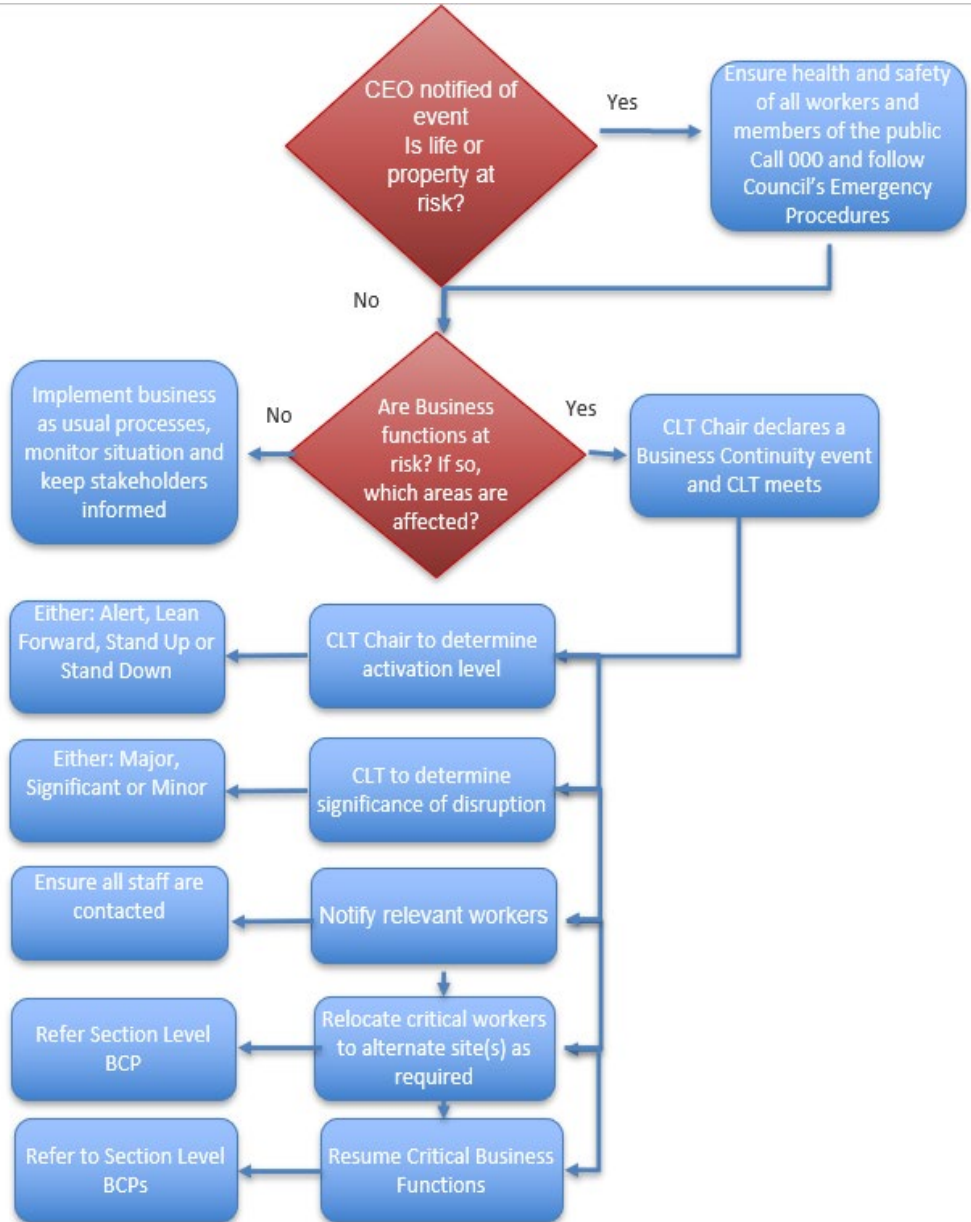 CEO notified of
event
Is life or
property at
risk?
Yes
Ensure health and safety
of all workers and
members of the public
Call 000 and follow
Council's Emergency
Procedures
No
Implement business
as usual processes,
monitor situation and
keep stakeholders
informed
No
Are Business
functions at
risk? If so,
which areas are
affected?
Yes
CLT Chair declares a
Business Continuity event
and CLT meets
Either: Alert, Lean
Forward, Stand Up or
Stand Down
CLT Chair to determine
activation level
Either: Major,
Significant or Minor
CLT to determine
significance of disruption
Ensure all staff are
contacted
Notify relevant workers
Refer Section Level
BCP
Relocate critical workers
to alternate site(s) as
required
Refer to Section Level
BCPs
Resume Critical Business
Functions